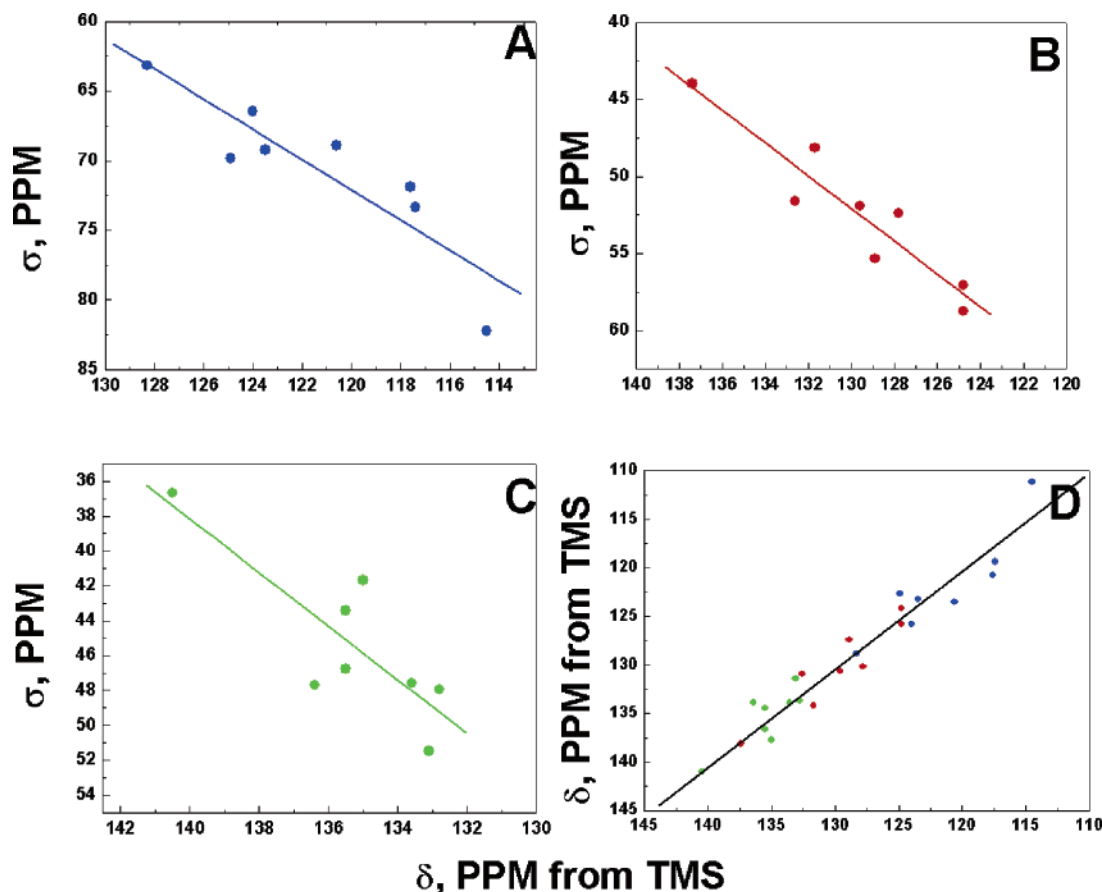 A
σ, PPM
60
65
70
75
80
85
130 128 126 124 122 120 118 116 114
B
σ, PPM
40
45
50
55
60
140 138 136 134 132 130 128 126 124 122 120
C
σ, PPM
36
38
40
42
44
46
48
50
52
54
142 140 138 136 134 132 130
D
δ, PPM from TMS
110
115
120
125
130
135
140
145
145 140 135 130 125 120 115 110
δ, PPM from TMS